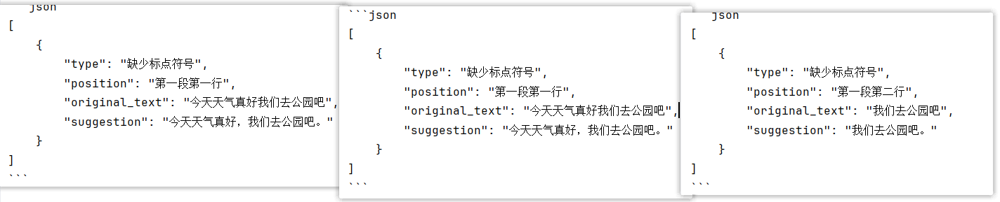 json
[
    {
        "type": "缺少标点符号",
        "position": "第一段第一行",
        "original_text": "今天天气真好我们去公园吧",
        "suggestion": "今天天气真好，我们去公园吧。"
    }
]
```
```json
[
    {
        "type": "缺少标点符号",
        "position": "第一段第一行",
        "original_text": "今天天气真好我们去公园吧",
        "suggestion": "今天天气真好，我们去公园吧。"
    }
]
```
json
[
    {
        "type": "缺少标点符号",
        "position": "第一段第二行",
        "original_text": "我们去公园吧",
        "suggestion": "我们去公园吧。"
    }
]
```